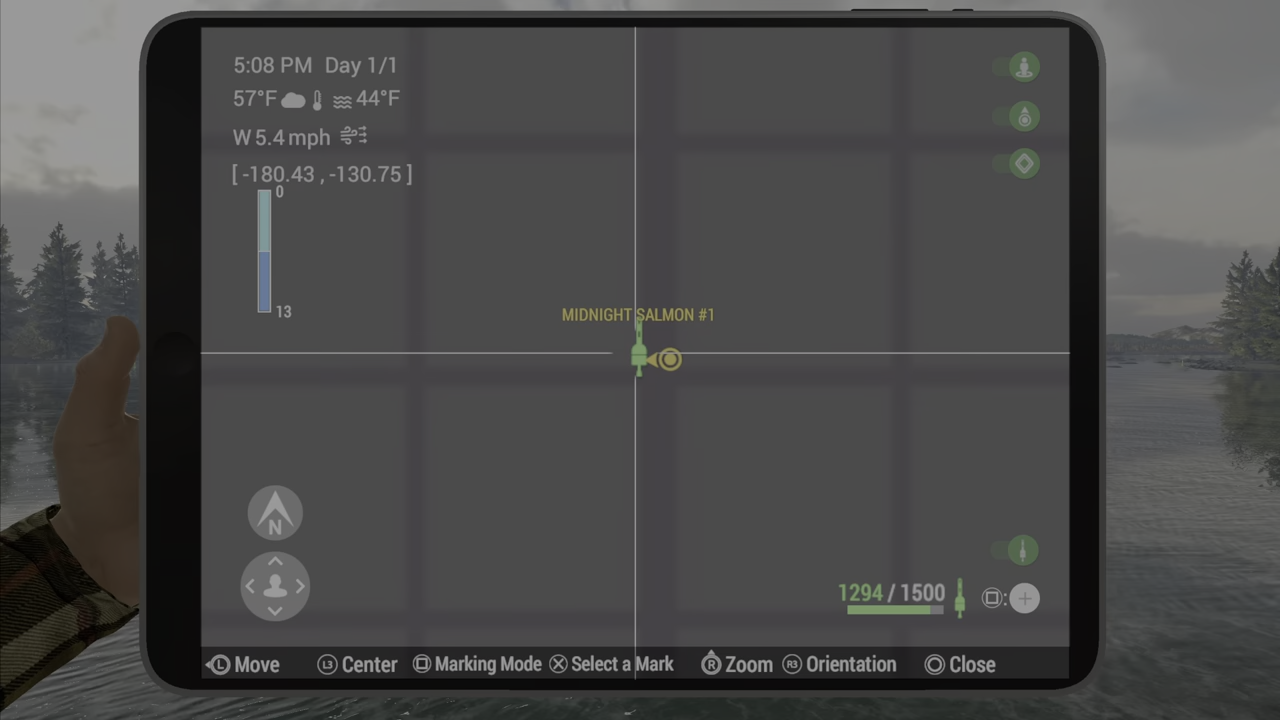 5:08 PM Day 1/1
57°F 44°F
W 5.4 mph
[ -180.43 , -130.75 ]
0
13
MIDNIGHT SALMON #1
N
1294 / 1500
L Move L3 Center Marking Mode Select a Mark R Zoom R3 Orientation Close